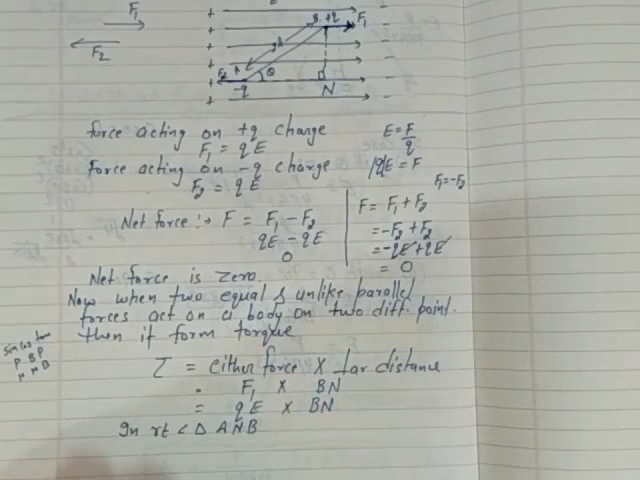 F₁
F₂
+q F₁
θ
-q N
force acting on +q charge
F₁ = qE
E = F/q
qE = F
force acting on -q charge
F₂ = qE
F₁=-F₂
Net force :→ F = F₁ - F₂
qE - qE
0
F = F₁ + F₂
= -F₂ + F₂
= -qE + qE
= 0
Net force is zero
Now when two equal & unlike parallel
forces act on a body on two diff. point.
then it form torque
P B P
H H B
τ = either force X far distance
= F₁ X BN
= qE X BN
In rt < Δ ANB